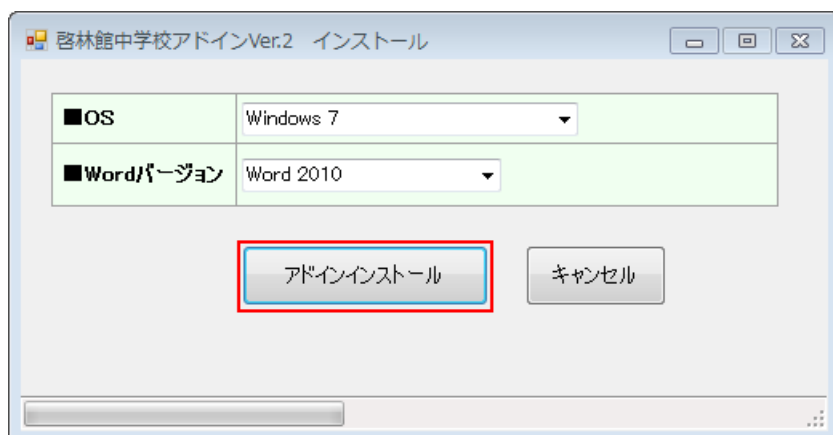 啓林館中学校アドインVer.2　インストール
■OS
Windows 7
■Wordバージョン
Word 2010
アドインインストール
キャンセル